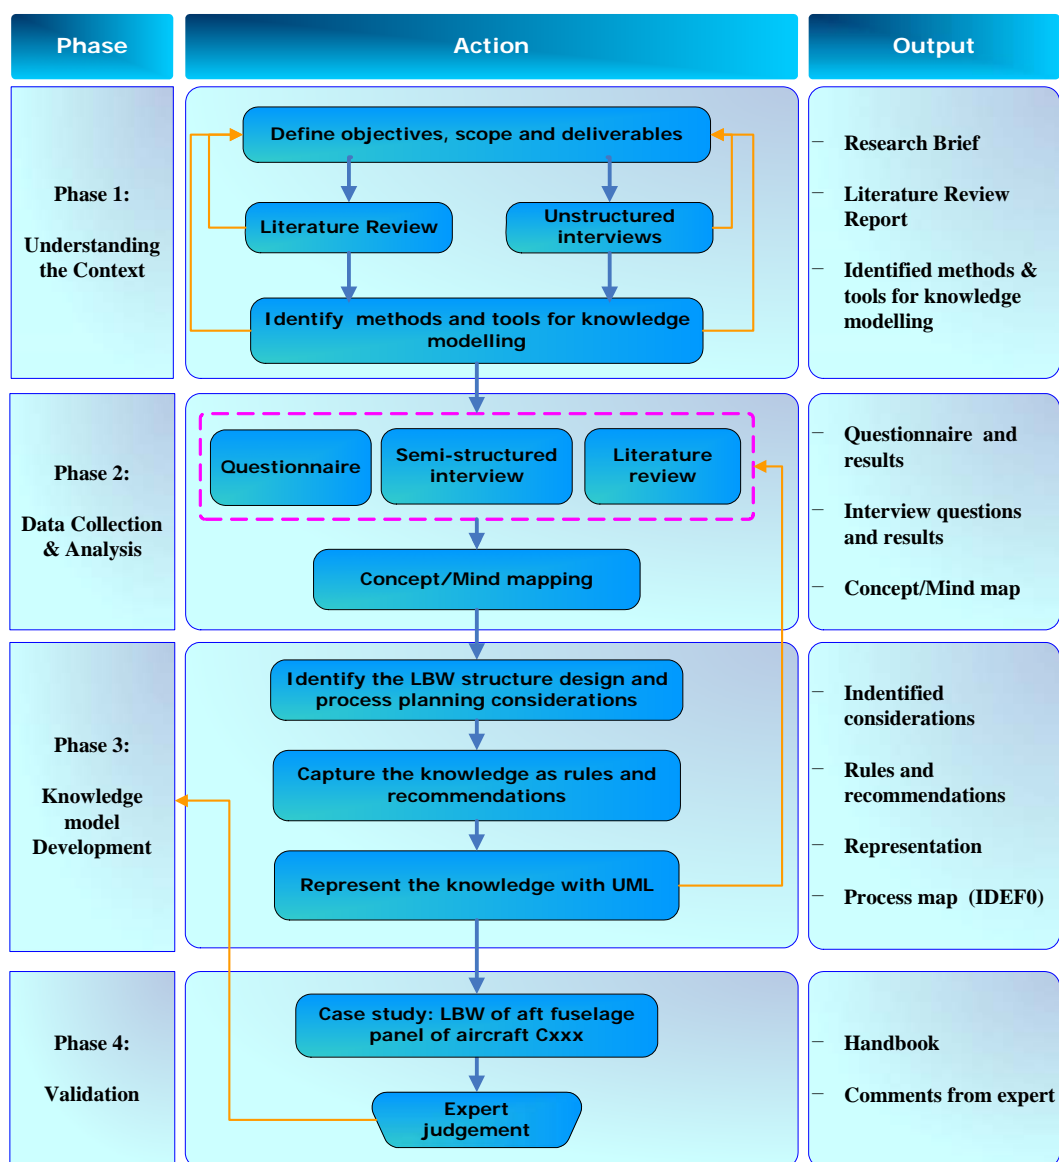 Phase
Action
Output
Phase 1:
Understanding
the Context
Define objectives, scope and deliverables
Literature Review
Unstructured
interviews
Identify methods and tools for knowledge
modelling
– Research Brief
– Literature Review
Report
– Identified methods &
tools for knowledge
modelling
Phase 2:
Data Collection
& Analysis
Questionnaire
Semi-structured
interview
Literature
review
Concept/Mind mapping
– Questionnaire and
results
– Interview questions
and results
– Concept/Mind map
Phase 3:
Knowledge
model
Development
Identify the LBW structure design and
process planning considerations
Capture the knowledge as rules and
recommendations
Represent the knowledge with UML
– Indentified
considerations
– Rules and
recommendations
– Representation
– Process map (IDEF0)
Phase 4:
Validation
Case study: LBW of aft fuselage
panel of aircraft Cxxx
Expert
judgement
– Handbook
– Comments from expert